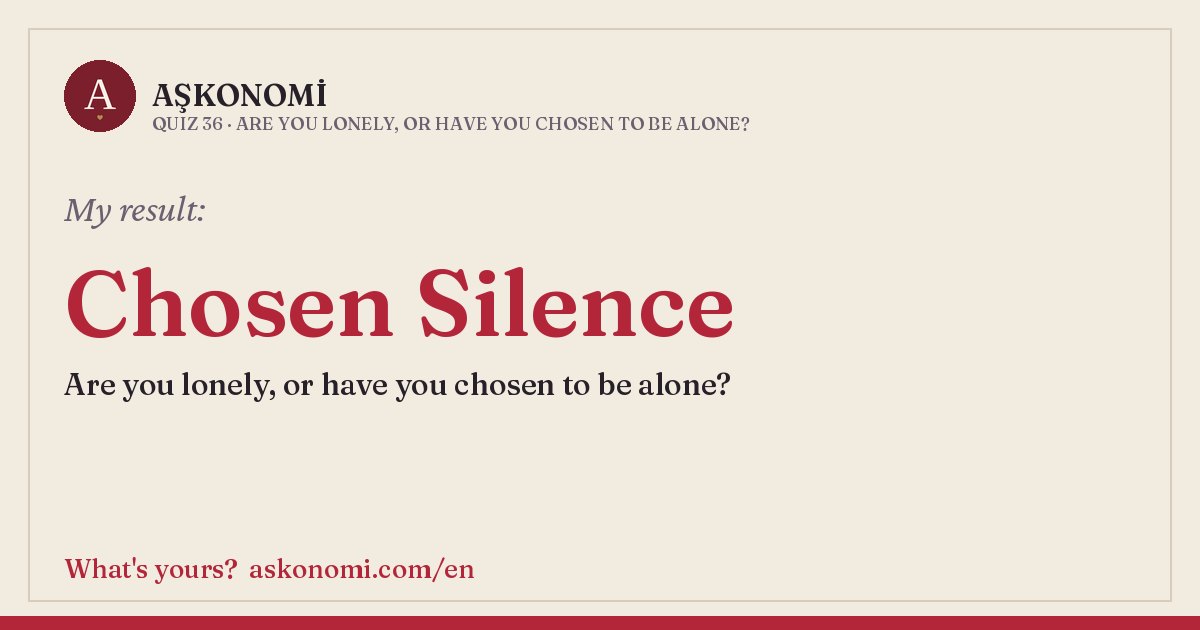 A
AŞKONOMİ
QUIZ 36 · ARE YOU LONELY, OR HAVE YOU CHOSEN TO BE ALONE?
My result:
Chosen Silence
Are you lonely, or have you chosen to be alone?
What's yours? askonomi.com/en